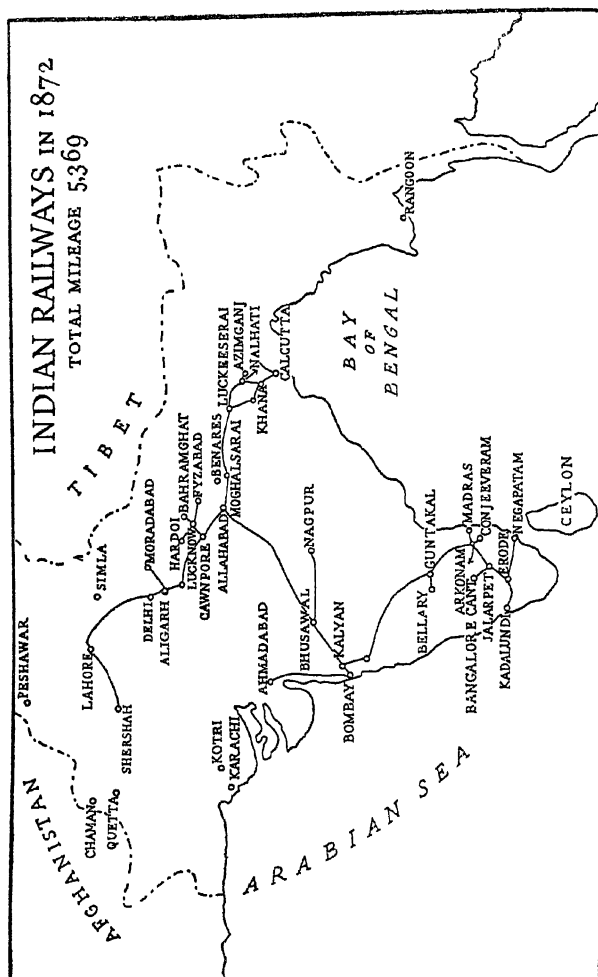 INDIAN RAILWAYS IN 1872
TOTAL MILEAGE 5,369
AFGHANISTAN
PESHAWAR
CHAMAN
QUETTA
LAHORE
SHERSHAH
SIMLA
TIBET
DELHI
MORADABAD
ALIGARH
HARDOI
BAHRAMGHAT
LUCKNOW
FYZABAD
CAWNPORE
BENARES
ALLAHABAD
MOGHALSARAI
LUCKEESERAI
AZIMGANJ
NALHATI
KHANA
CALCUTTA
KOTRI
KARACHI
AHMADABAD
BHUSAWAL
NAGPUR
KALYAN
BOMBAY
BAY
OF
BENGAL
RANGOON
ARABIAN SEA
BELLARY
GUNTAKAL
ARKONAM
MADRAS
BANGALORE CANT.
CONJEEVERAM
JALARPET
KADALUNDI
ERODE
NEGAPATAM
CEYLON